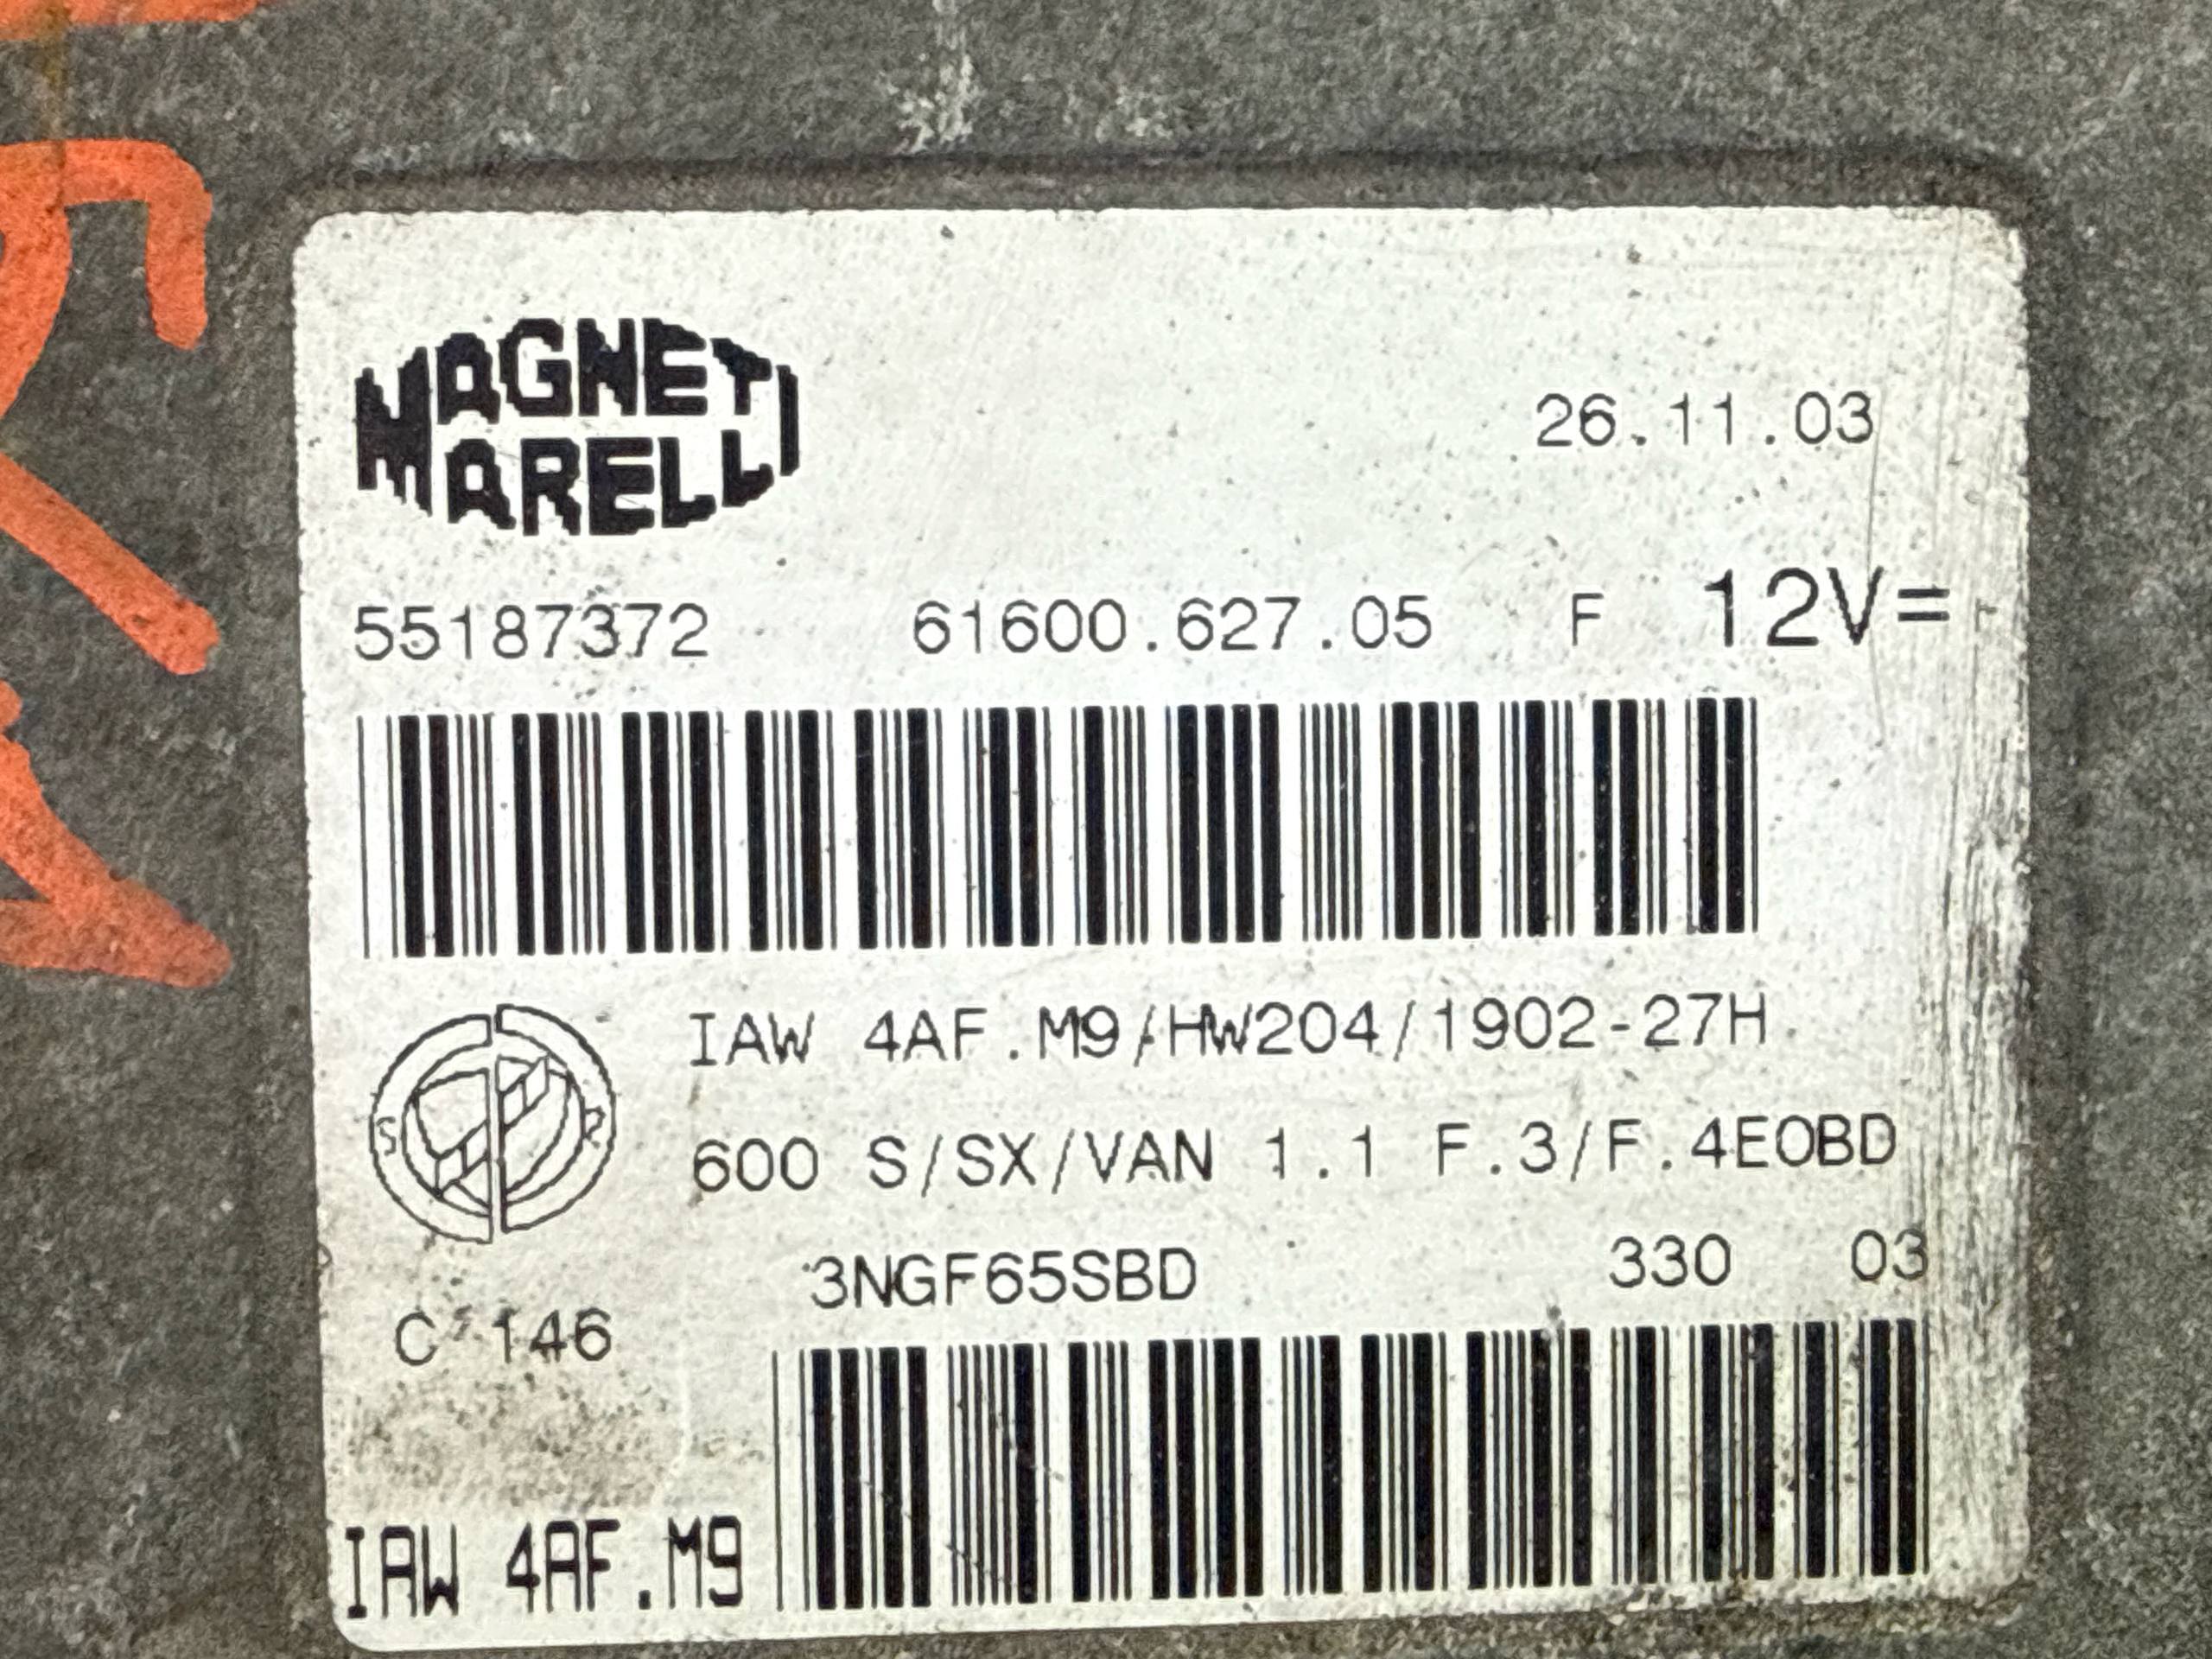 MAGNETI
MARELLI
26.11.03
55187372 61600.627.05 F 12V=
IAW 4AF.M9/HW204/1902-27H
600 S/SX/VAN 1.1 F.3/F.4EOBD
3NGF65SBD 330 03
C 146
IAW 4AF.M9